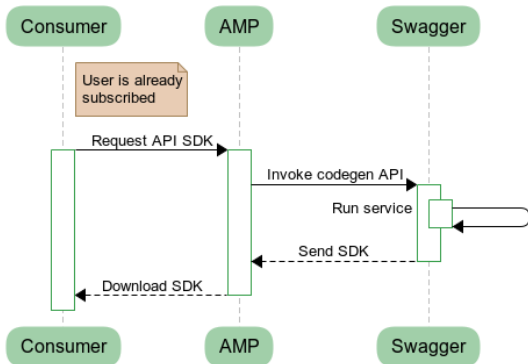 Consumer
AMP
Swagger
User is already
subscribed
Request API SDK
Invoke codegen API
Run service
Send SDK
Download SDK
Consumer
AMP
Swagger